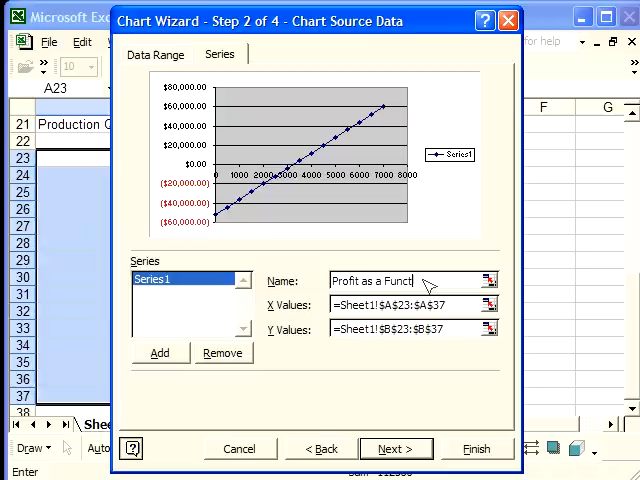 Microsoft Ex
Chart Wizard - Step 2 of 4 - Chart Source Data
File
Edit
for help
10
A23
Data Range
Series
F
G
21
Production C
22
23
24
25
26
27
28
29
30
31
32
33
34
35
36
37
38
$80,000.00
$60,000.00
$40,000.00
$20,000.00
$0.00
($20,000.00)
($40,000.00)
($60,000.00)
0 1000 2000 3000 4000 5000 6000 7000 8000
Series1
Series
Series1
Name:
Profit as a Funct
X Values:
=Sheet1!$A$23:$A$37
Y Values:
=Sheet1!$B$23:$B$37
Add
Remove
Shee
Draw
Auto
Cancel
< Back
Next >
Finish
Enter